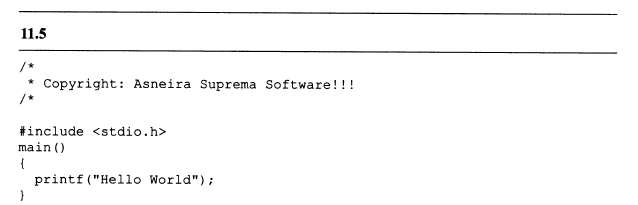 11.5
/*
 * Copyright: Asneira Suprema Software!!!
/*
#include <stdio.h>
main()
{
  printf("Hello World");
}